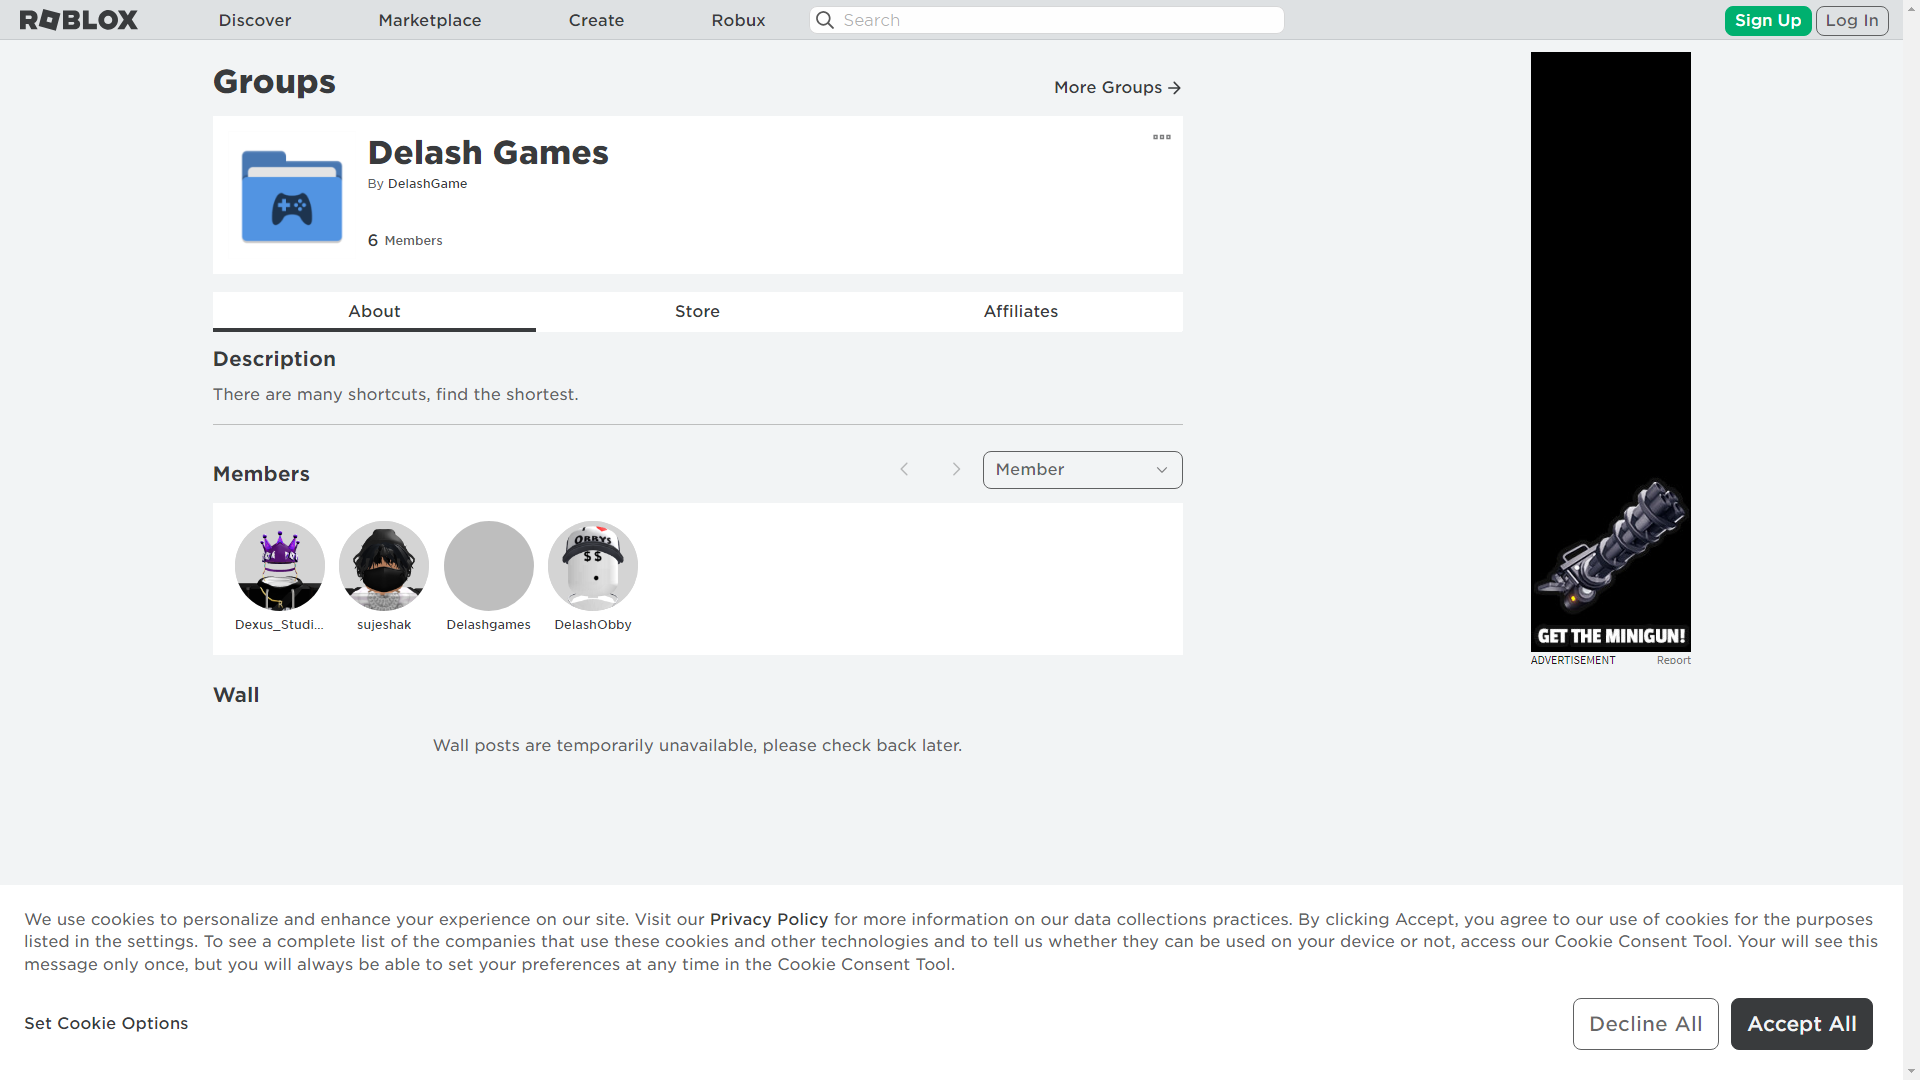 ROBLOX
Discover
Marketplace
Create
Robux
Search
Sign Up
Log In
Groups
More Groups
Delash Games
By DelashGame
6 Members
About
Store
Affiliates
Description
There are many shortcuts, find the shortest.
Members
Member
OBBYs
$$
Dexus_Studi...
sujeshak
Delashgames
DelashObby
GET THE MINIGUN!
ADVERTISEMENT
Report
Wall
Wall posts are temporarily unavailable, please check back later.
We use cookies to personalize and enhance your experience on our site. Visit our Privacy Policy for more information on our data collections practices. By clicking Accept, you agree to our use of cookies for the purposes
listed in the settings. To see a complete list of the companies that use these cookies and other technologies and to tell us whether they can be used on your device or not, access our Cookie Consent Tool. Your will see this
message only once, but you will always be able to set your preferences at any time in the Cookie Consent Tool.
Set Cookie Options
Decline All
Accept All